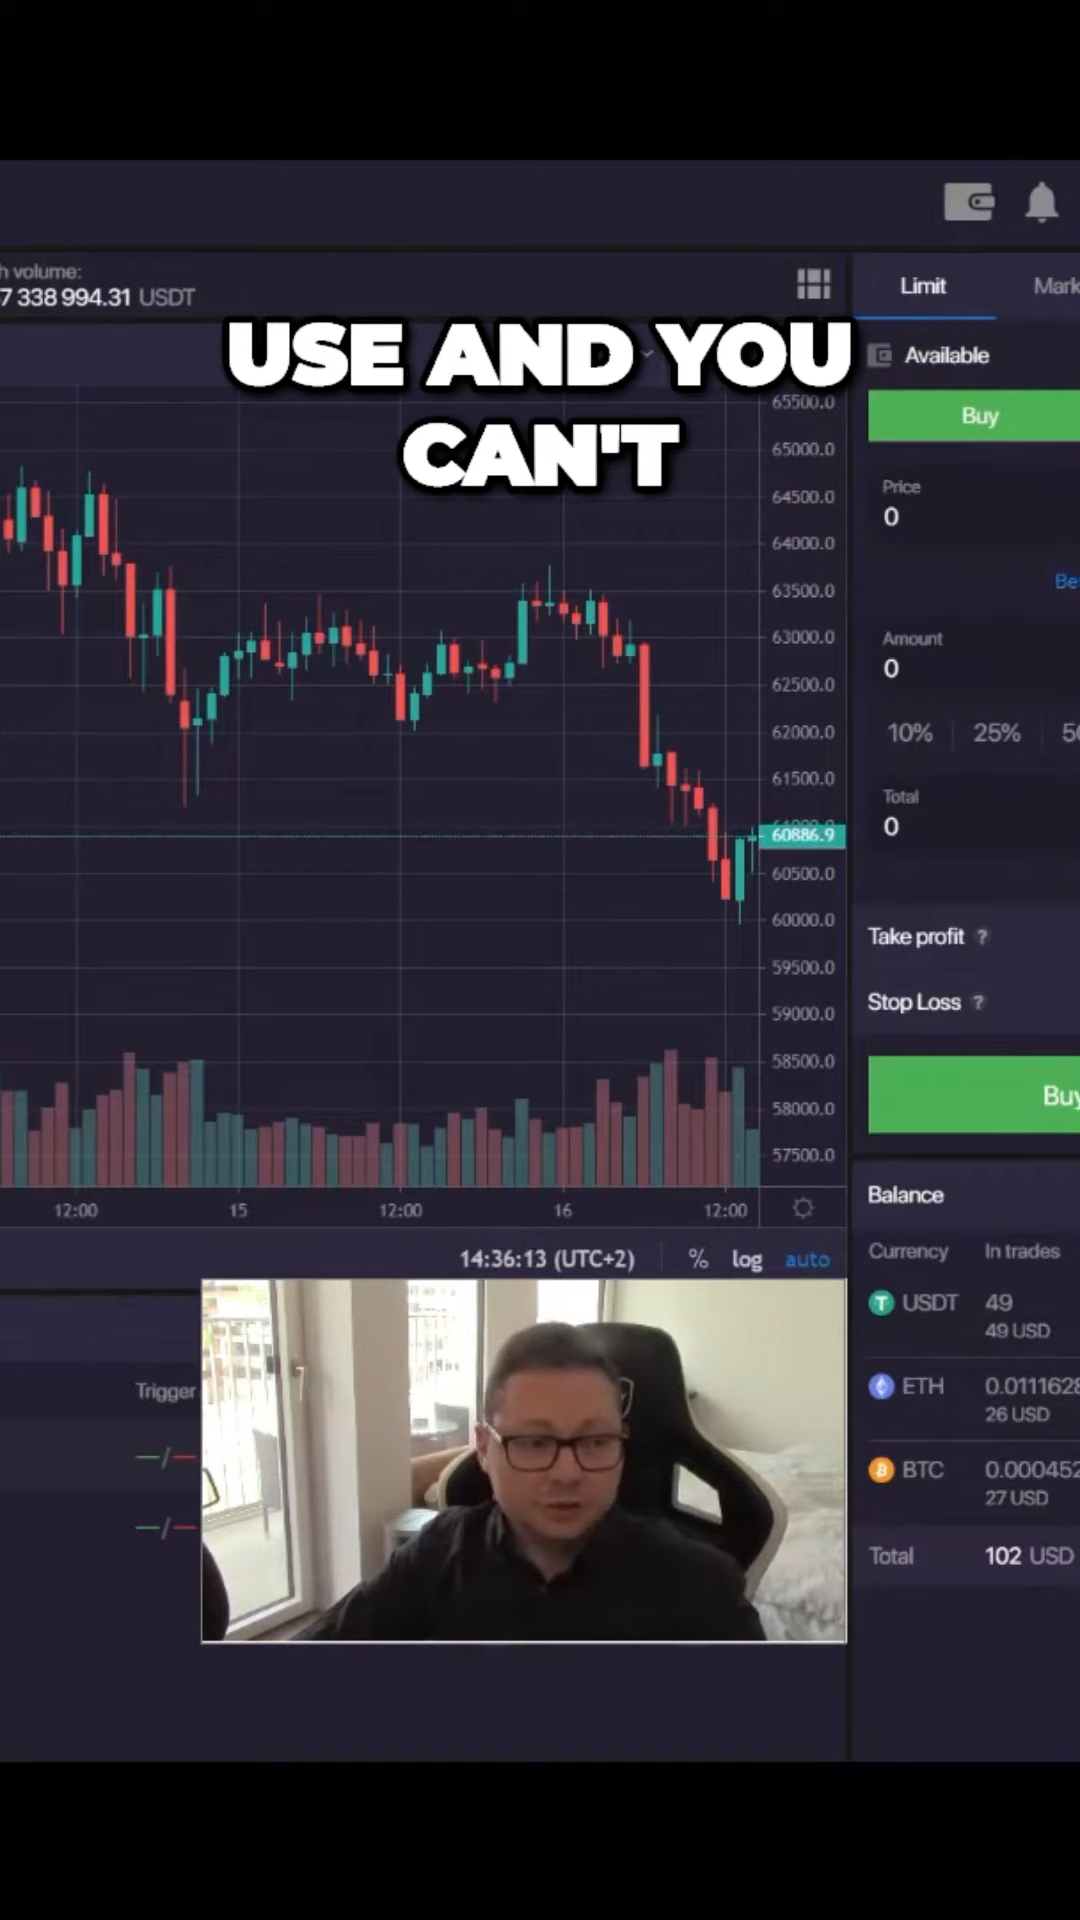 h volume:
7 338 994.31 USDT
USE AND YOU
CAN'T
65500.0
65000.0
64500.0
64000.0
63500.0
63000.0
62500.0
62000.0
61500.0
60886.9
60500.0
60000.0
59500.0
59000.0
58500.0
58000.0
57500.0
12:00 15 12:00 16 12:00
14:36:13 (UTC+2) % log auto
Trigger
Limit Mark
Available
Buy
Price
0
Be
Amount
0
10% 25% 50
Total
0
Take profit ?
Stop Loss ?
Buy
Balance
Currency In trades
USDT 49
49 USD
ETH 0.0111628
26 USD
BTC 0.000452
27 USD
Total 102 USD